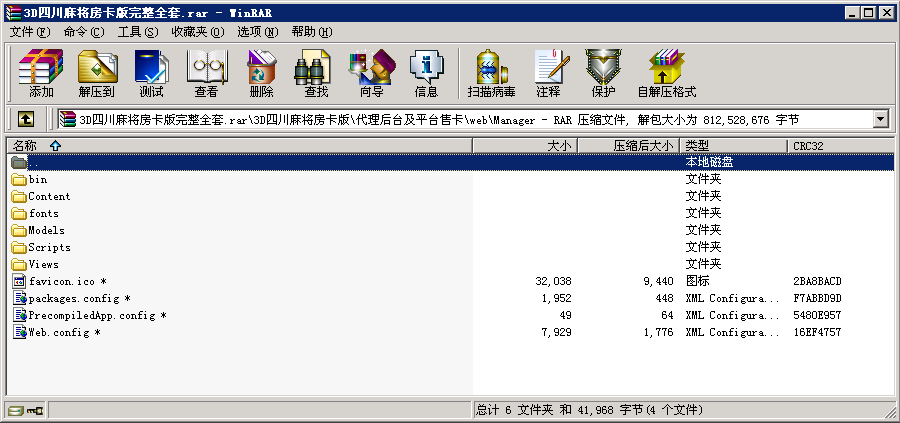 3D四川麻将房卡版完整全套.rar - WinRAR
文件(F) 命令(C) 工具(S) 收藏夹(O) 选项(N) 帮助(H)
添加 解压到 测试 查看 删除 查找 向导 信息 扫描病毒 注释 保护 自解压格式
3D四川麻将房卡版完整全套.rar\3D四川麻将房卡版\代理后台及平台售卡\web\Manager - RAR 压缩文件, 解包大小为 812,528,676 字节
名称 大小 压缩后大小 类型 CRC32
.. 本地磁盘
bin 文件夹
Content 文件夹
fonts 文件夹
Models 文件夹
Scripts 文件夹
Views 文件夹
favicon.ico * 32,038 9,440 图标 2BA8BACD
packages.config * 1,952 448 XML Configura... F7ABBD9D
PrecompiledApp.config * 49 64 XML Configura... 5480E957
Web.config * 7,929 1,776 XML Configura... 16EF4757
总计 6 文件夹 和 41,968 字节(4 个文件)